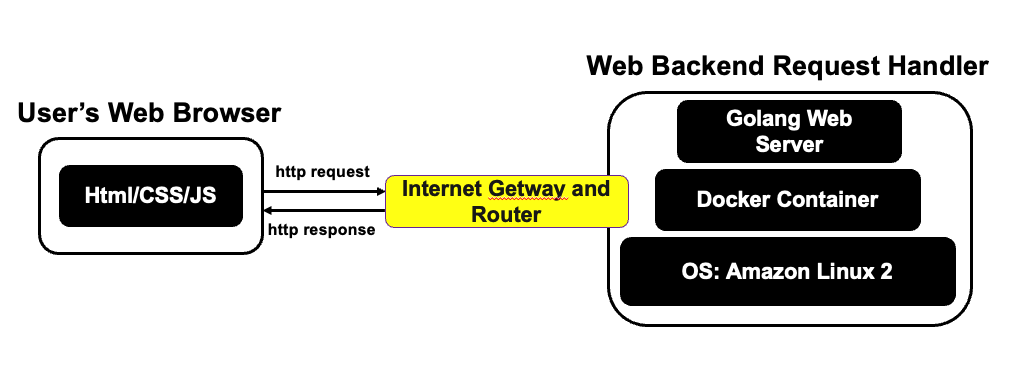 Web Backend Request Handler
User’s Web Browser
Golang Web
Server
http request
Html/CSS/JS
Internet Getway and
Router
Docker Container
http response
OS: Amazon Linux 2